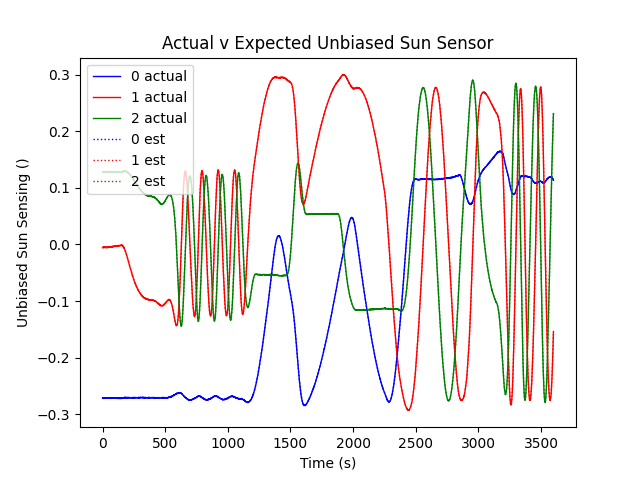 Actual v Expected Unbiased Sun Sensor
0 actual
1 actual
2 actual
0 est
1 est
2 est
Unbiased Sun Sensing ()
0.3
0.2
0.1
0.0
−0.1
−0.2
−0.3
0 500 1000 1500 2000 2500 3000 3500
Time (s)